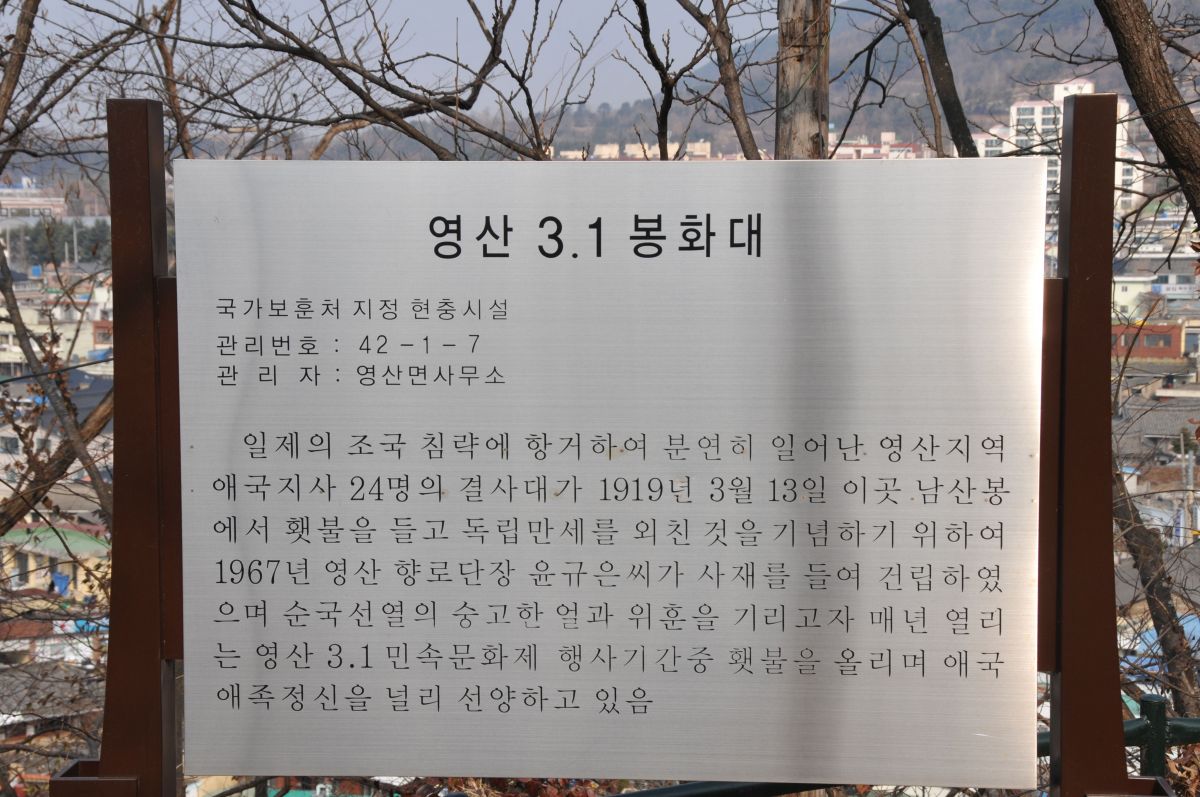 영산 3.1 봉화대
국가보훈처 지정 현충시설
관리번호 : 42 - 1 - 7
관 리 자 : 영산면사무소
일제의 조국 침략에 항거하여 분연히 일어난 영산지역
애국지사 24명의 결사대가 1919년 3월 13일 이곳 남산봉
에서 횃불을 들고 독립만세를 외친 것을 기념하기 위하여
1967년 영산 향로단장 윤규은씨가 사재를 들여 건립하였
으며 순국선열의 숭고한 얼과 위훈을 기리고자 매년 열리
는 영산 3.1 민속문화제 행사기간중 횃불을 올리며 애국
애족정신을 널리 선양하고 있음